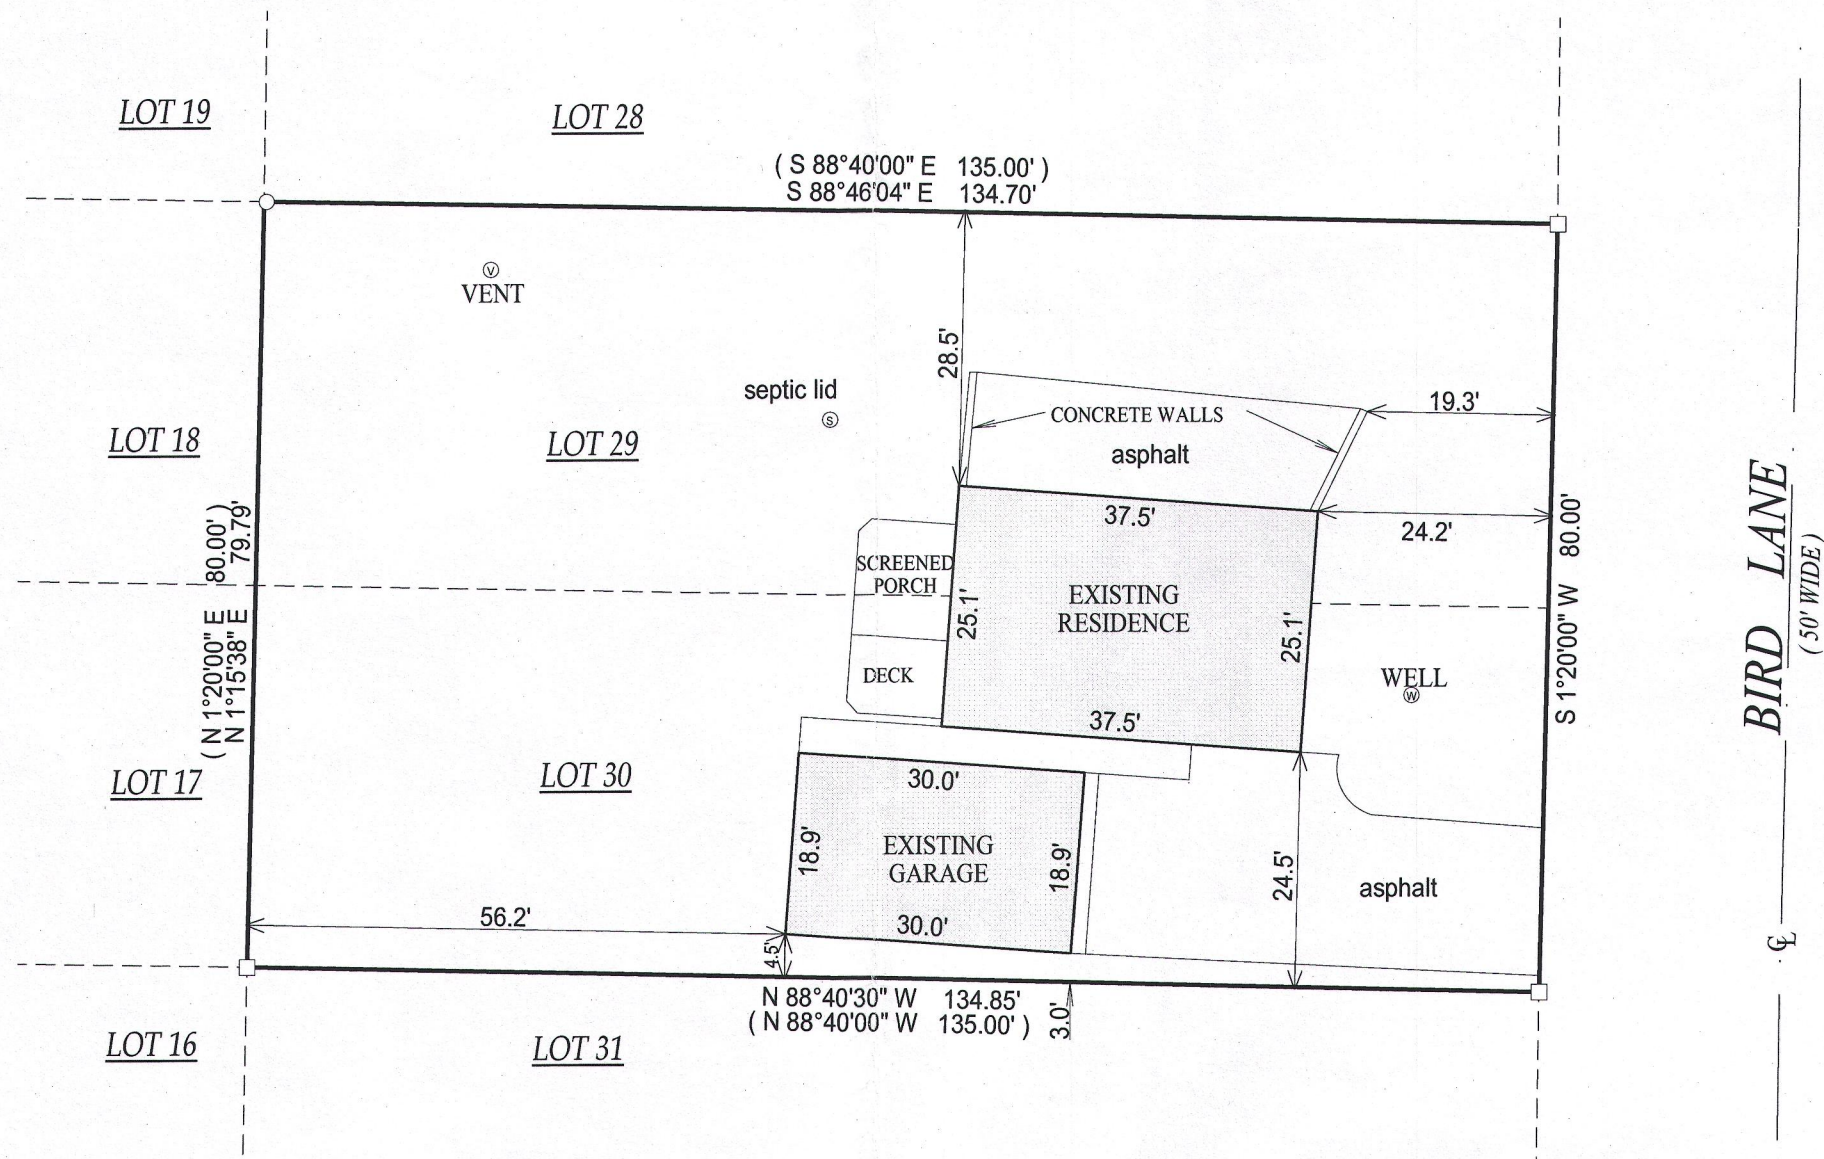 LOT 19
LOT 28
( S 88°40'00" E 135.00' )
S 88°46'04" E 134.70'
V
VENT
28.5'
septic lid
S
CONCRETE WALLS
asphalt
19.3'
LOT 18
LOT 29
37.5'
24.2'
( N 1°20'00" E 80.00' )
N 1°15'38" E 79.79'
SCREENED
PORCH
25.1'
EXISTING
RESIDENCE
25.1'
DECK
WELL
W
S 1°20'00" W 80.00'
BIRD LANE
( 50' WIDE )
37.5'
LOT 17
LOT 30
30.0'
18.9'
EXISTING
GARAGE
18.9'
24.5'
asphalt
56.2'
30.0'
4.5'
CL
N 88°40'30" W 134.85'
( N 88°40'00" W 135.00' )
3.0'
LOT 16
LOT 31